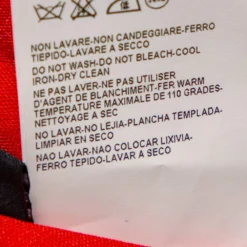 NON LAVARE-NON CANDEGGIARE-FERRO
TIEPIDO-LAVARE A SECCO
DO NOT WASH-DO NOT BLEACH-COOL
IRON-DRY CLEAN
NE PAS LAVER-NE PAS UTILISER
D'AGENT DE BLANCHIMENT-FER WARM
TEMPERATURE MAXIMALE DE 110 GRADES-
NETTOYAGE A SEC
NO LAVAR-NO LEJIA-PLANCHA TEMPLADA-
LIMPIAR EN SECO
NAO LAVAR-NAO COLOCAR LIXIVIA-
FERRO TEPIDO-LAVAR A SECO